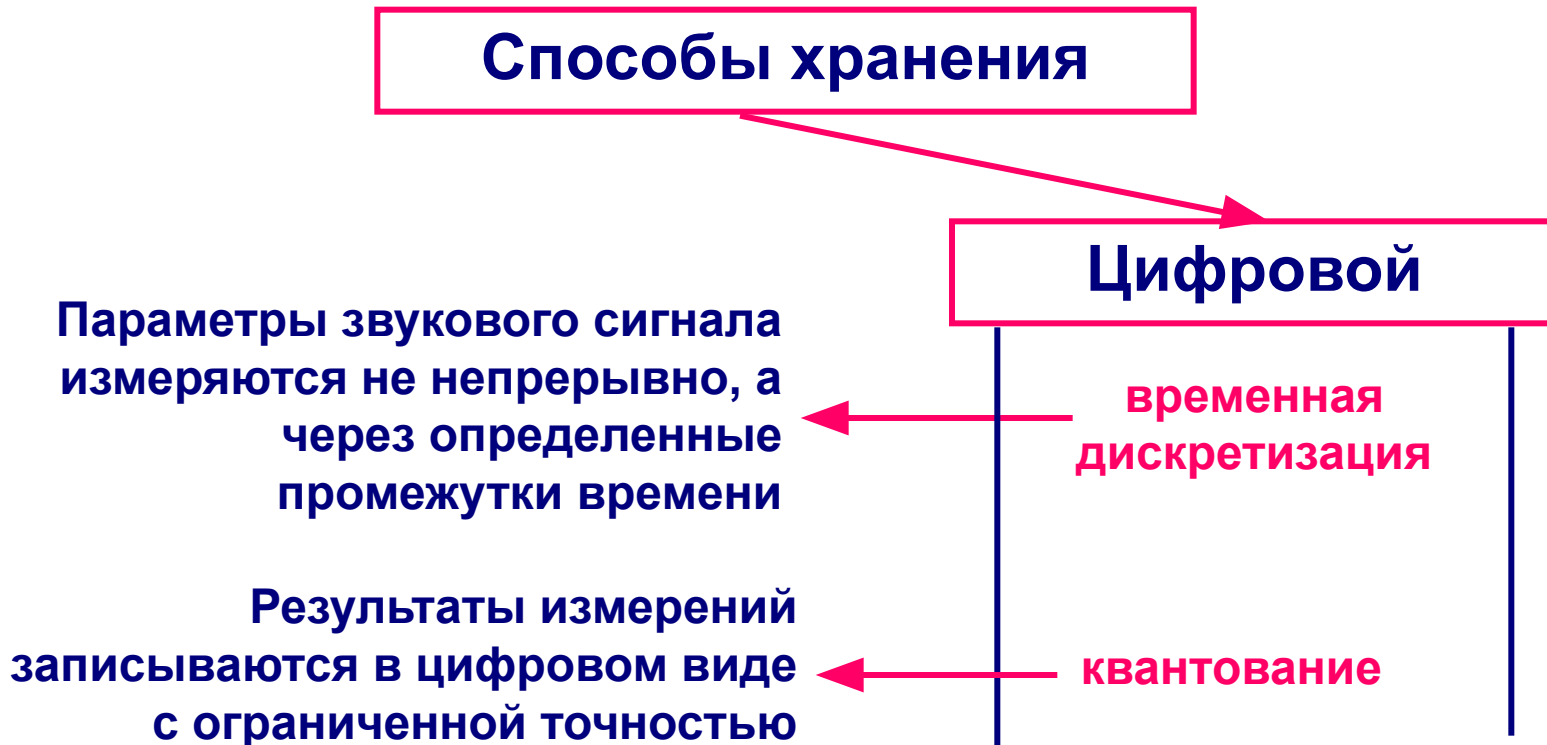 Способы хранения
Цифровой
Параметры звукового сигнала
измеряются не непрерывно, а
через определенные
промежутки времени
временная
дискретизация
Результаты измерений
записываются в цифровом виде
с ограниченной точностью
квантование